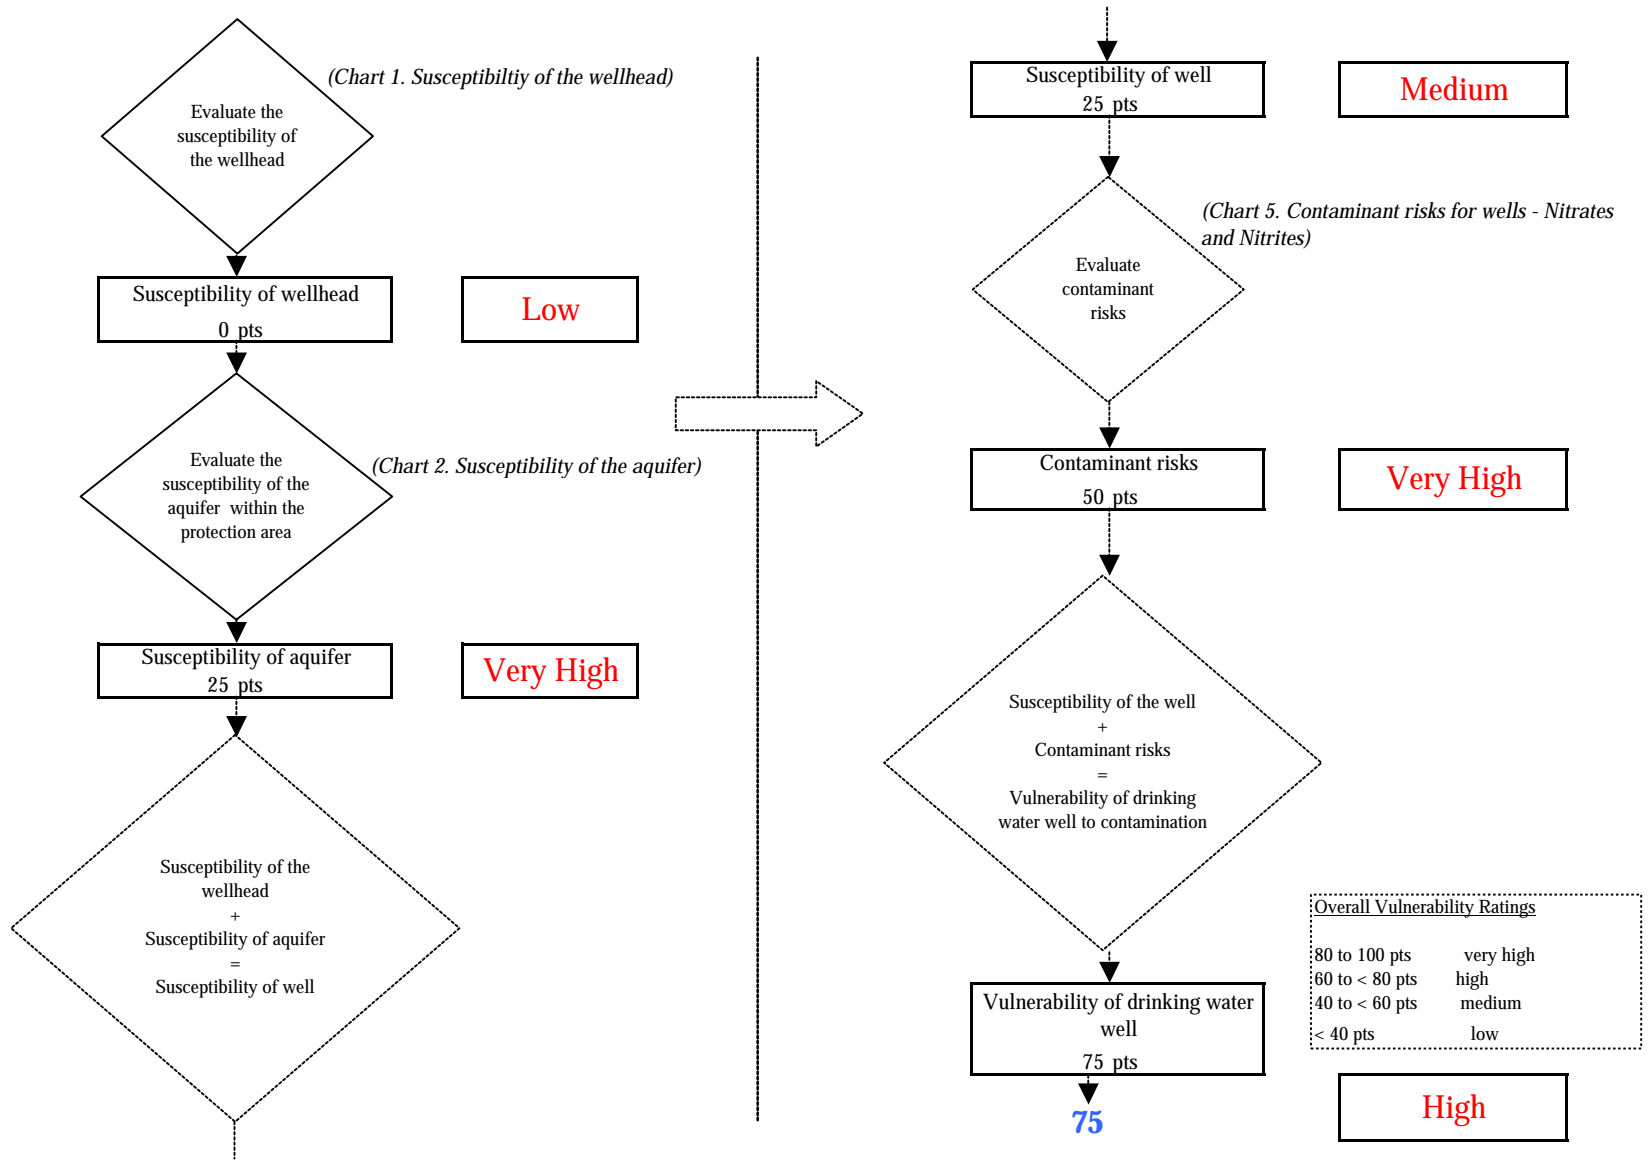 (Chart 1. Susceptibiltiy of the wellhead)
Evaluate the
susceptibility of
the wellhead
Susceptibility of wellhead
0 pts
Low
(Chart 2. Susceptibility of the aquifer)
Evaluate the
susceptibility of the
aquifer within the
protection area
Susceptibility of aquifer
25 pts
Very High
Susceptibility of the
wellhead
+
Susceptibility of aquifer
=
Susceptibility of well
Susceptibility of well
25 pts
Medium
(Chart 5. Contaminant risks for wells - Nitrates
and Nitrites)
Evaluate
contaminant
risks
Contaminant risks
50 pts
Very High
Susceptibility of the well
+
Contaminant risks
=
Vulnerability of drinking
water well to contamination
Overall Vulnerability Ratings
80 to 100 pts very high
60 to < 80 pts high
40 to < 60 pts medium
< 40 pts low
Vulnerability of drinking water
well
75 pts
75
High